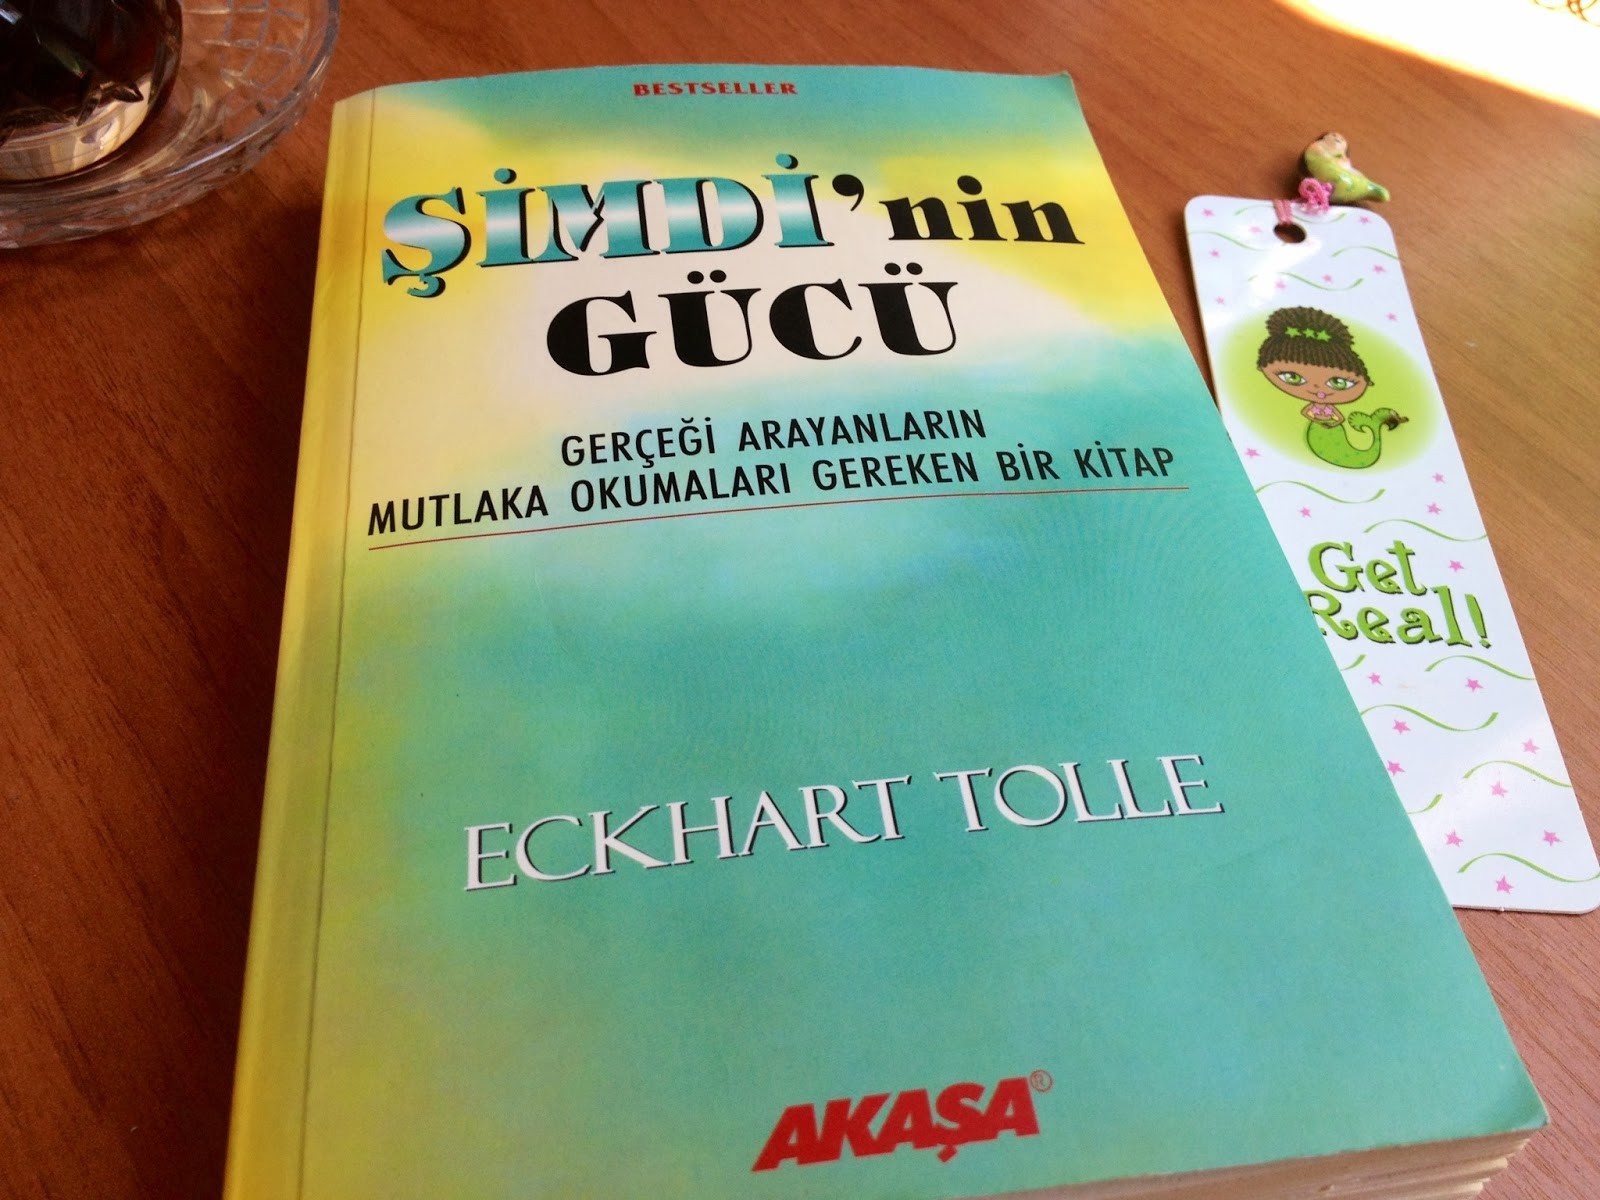 BESTSELLER
ŞİMDİ'nin
GÜCÜ
GERÇEĞİ ARAYANLARIN
MUTLAKA OKUMALARI GEREKEN BİR KİTAP
ECKHART TOLLE
AKAŞA®
Get
Real!